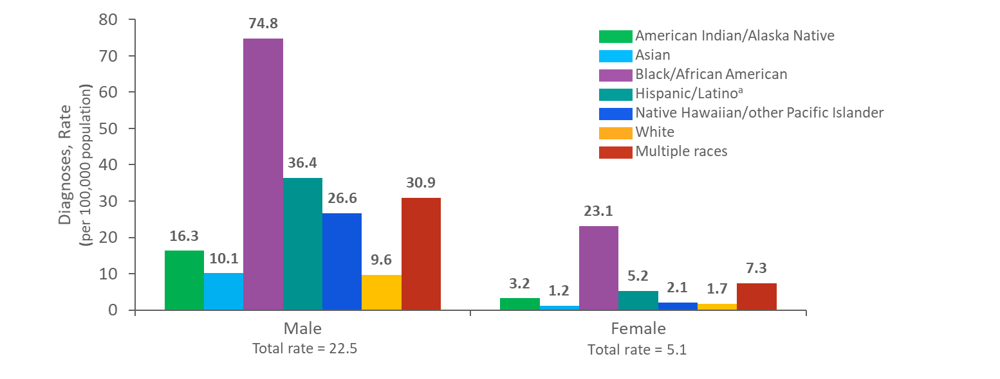 Diagnoses, Rate
(per 100,000 population)
80
70
60
50
40
30
20
10
0
16.3
10.1
74.8
36.4
26.6
9.6
30.9
3.2
1.2
23.1
5.2
2.1
1.7
7.3
Male
Total rate = 22.5
Female
Total rate = 5.1
American Indian/Alaska Native
Asian
Black/African American
Hispanic/Latinoᵃ
Native Hawaiian/other Pacific Islander
White
Multiple races